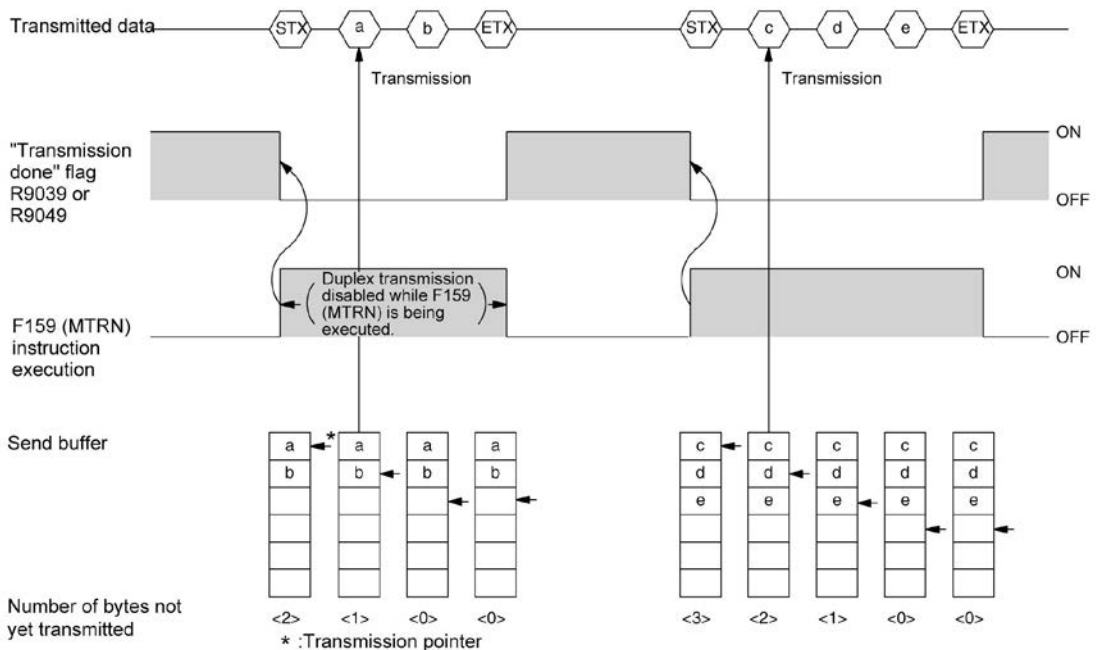 Transmitted data
STX a b ETX STX c d e ETX
Transmission Transmission
"Transmission
done" flag
R9039 or
R9049
ON
OFF
Duplex transmission
disabled while F159
(MTRN) is being
executed.
ON
OFF
F159 (MTRN)
instruction
execution
Send buffer
* a a a a c c c c c
b b b b d d d d d
e e e e e
Number of bytes not
yet transmitted
<2> <1> <0> <0> <3> <2> <1> <0> <0>
* :Transmission pointer